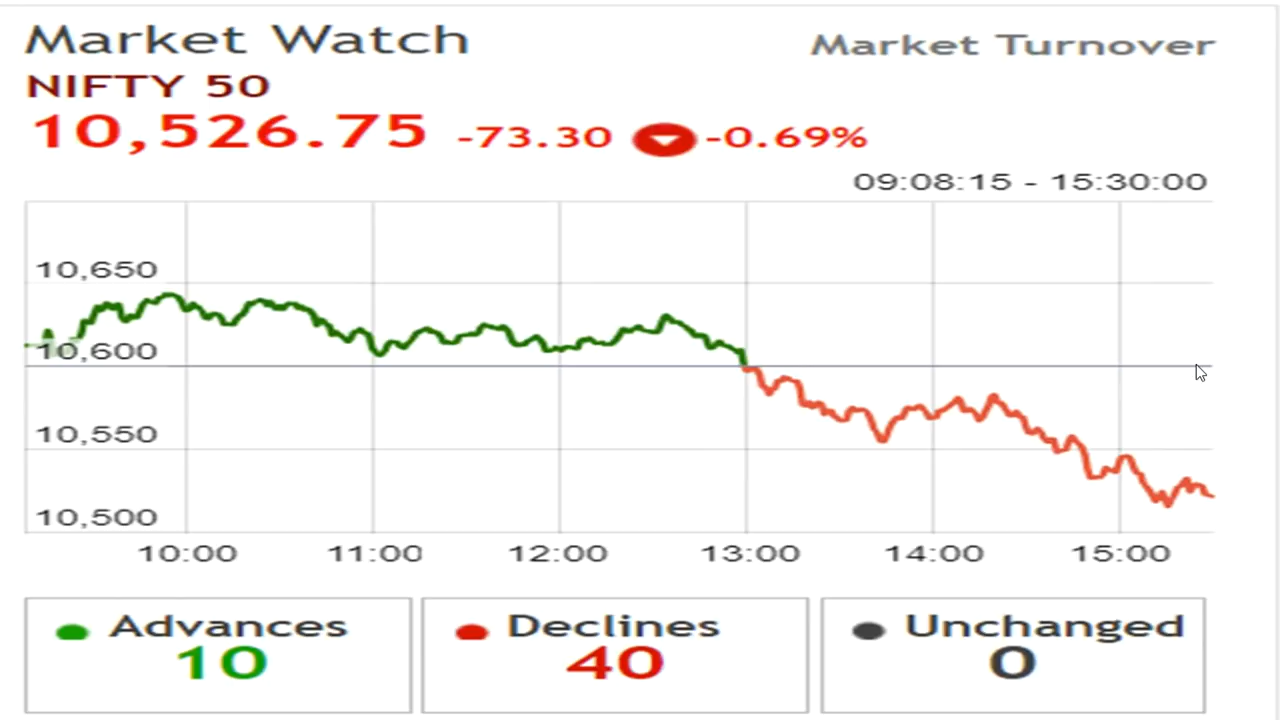 Market Watch
Market Turnover
NIFTY 50
10,526.75 -73.30 -0.69%
09:08:15 - 15:30:00
10,650
10,600
10,550
10,500
10:00 11:00 12:00 13:00 14:00 15:00
Advances
10
Declines
40
Unchanged
0